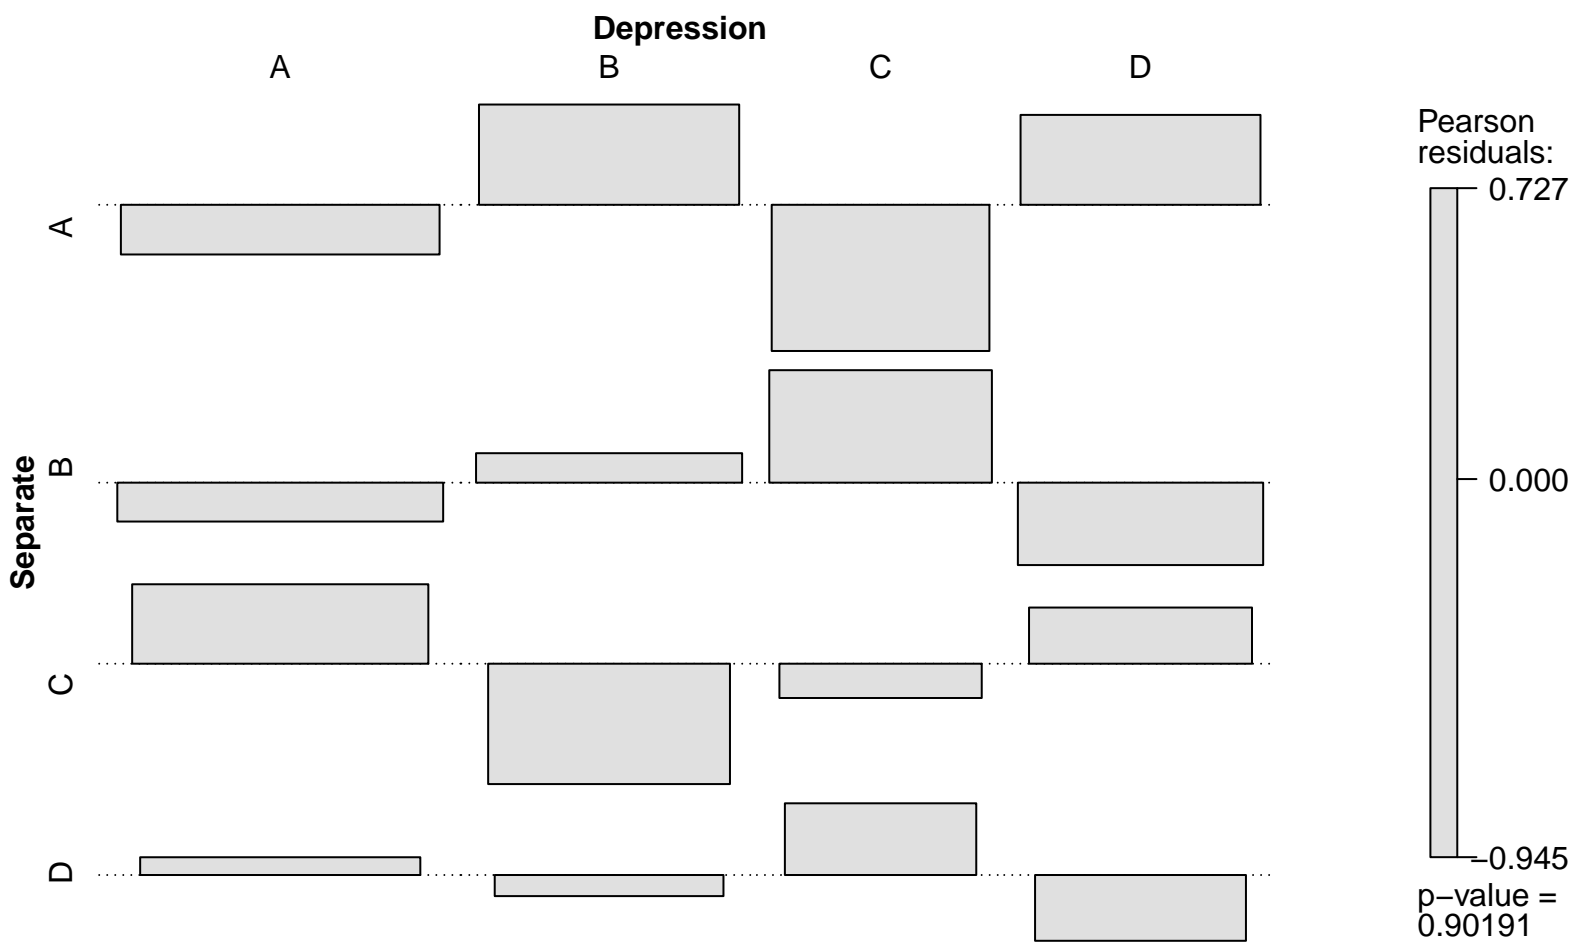 Depression
A B C D
Pearson
residuals:
0.727
A
B
Separate
0.000
C
D
−0.945
p−value =
0.90191